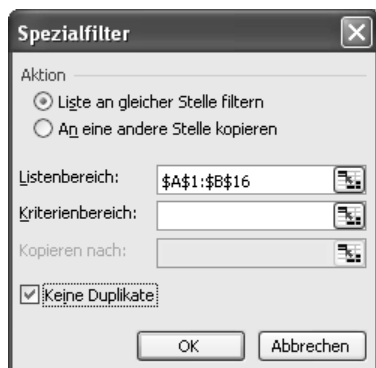 Spezialfilter
Aktion
Liste an gleicher Stelle filtern
An eine andere Stelle kopieren
Listenbereich: $A$1:$B$16
Kriterienbereich:
Kopieren nach:
Keine Duplikate
OK Abbrechen